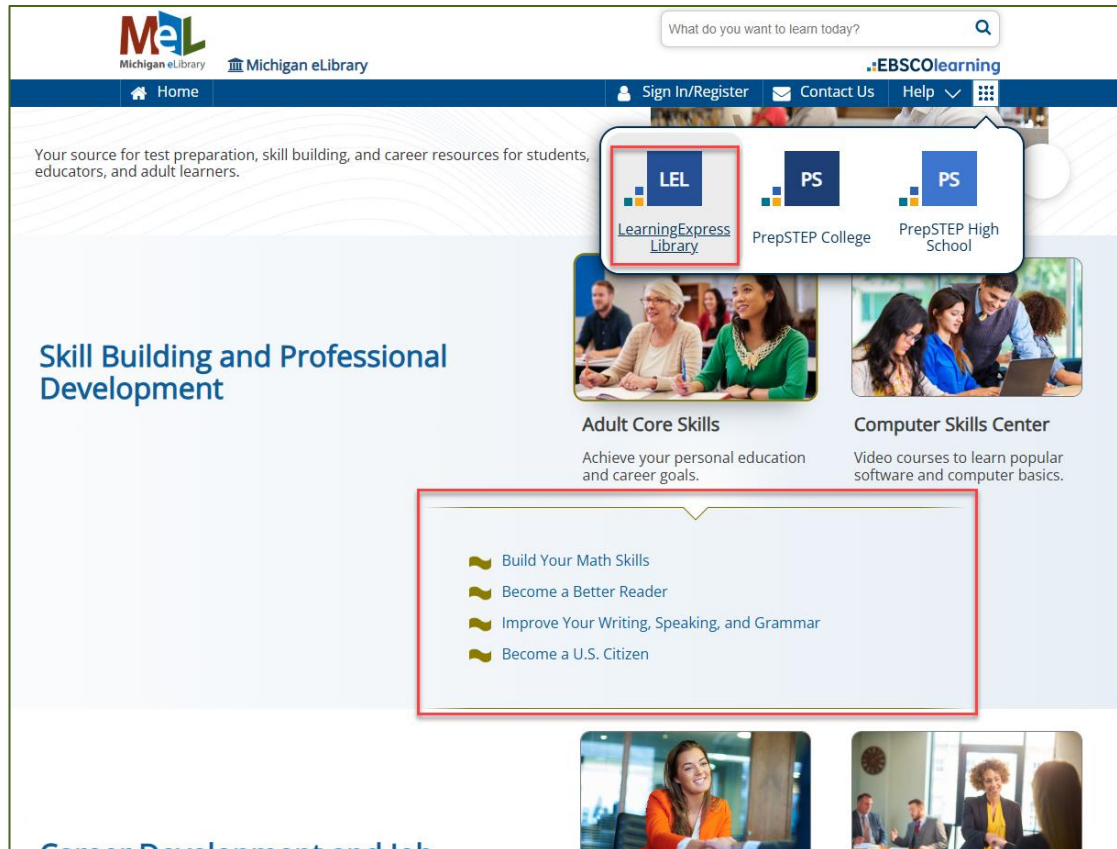 MeL
Michigan eLibrary
Michigan eLibrary
What do you want to learn today?
EBSCOlearning
Home
Sign In/Register
Contact Us
Help
Your source for test preparation, skill building, and career resources for students,
educators, and adult learners.
LEL
LearningExpress
Library
PS
PrepSTEP College
PS
PrepSTEP High
School
Skill Building and Professional
Development
Adult Core Skills
Achieve your personal education
and career goals.
Computer Skills Center
Video courses to learn popular
software and computer basics.
Build Your Math Skills
Become a Better Reader
Improve Your Writing, Speaking, and Grammar
Become a U.S. Citizen
Career Development and Job